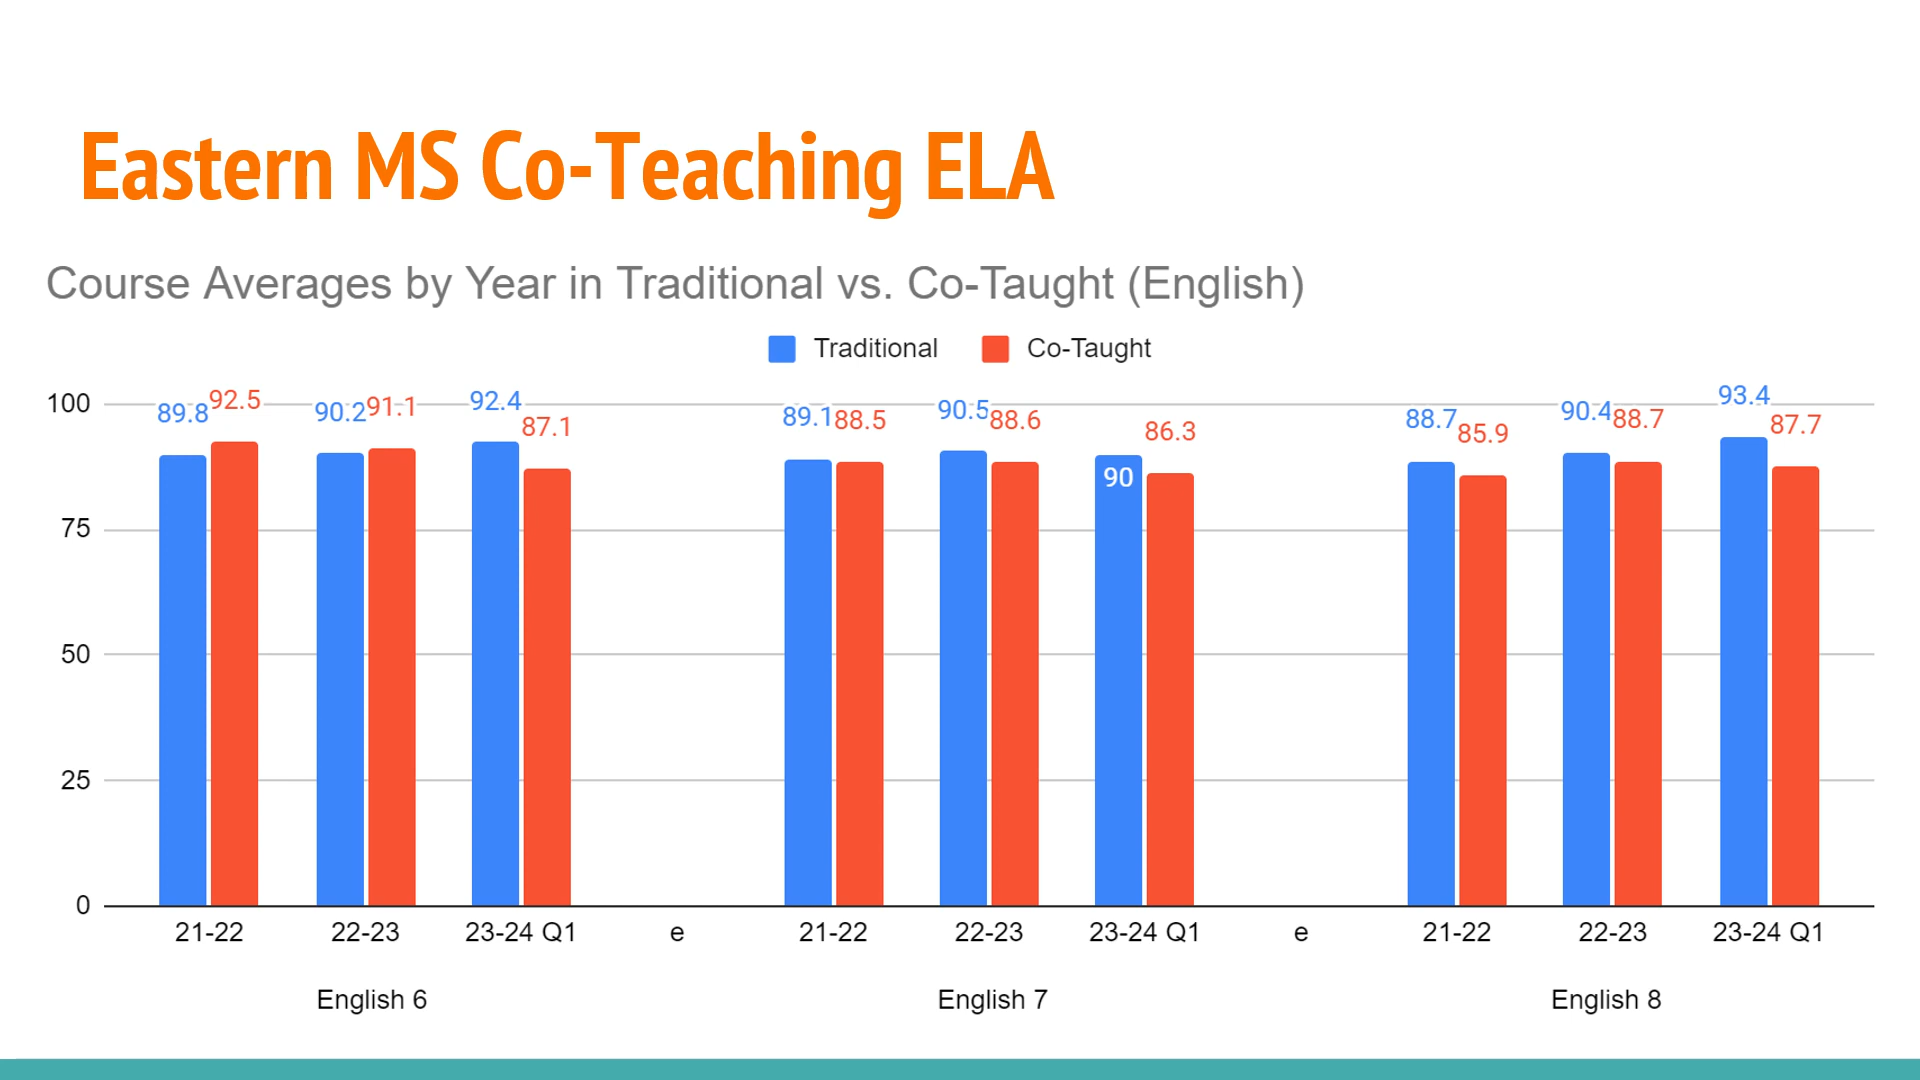 Eastern MS Co-Teaching ELA
Course Averages by Year in Traditional vs. Co-Taught (English)
Traditional Co-Taught
100 89.8 92.5 90.2 91.1 92.4 87.1 89.1 88.5 90.5 88.6 86.3 88.7 85.9 90.4 88.7 93.4 87.7
90
75
50
25
0
21-22 22-23 23-24 Q1 e 21-22 22-23 23-24 Q1 e 21-22 22-23 23-24 Q1
English 6 English 7 English 8